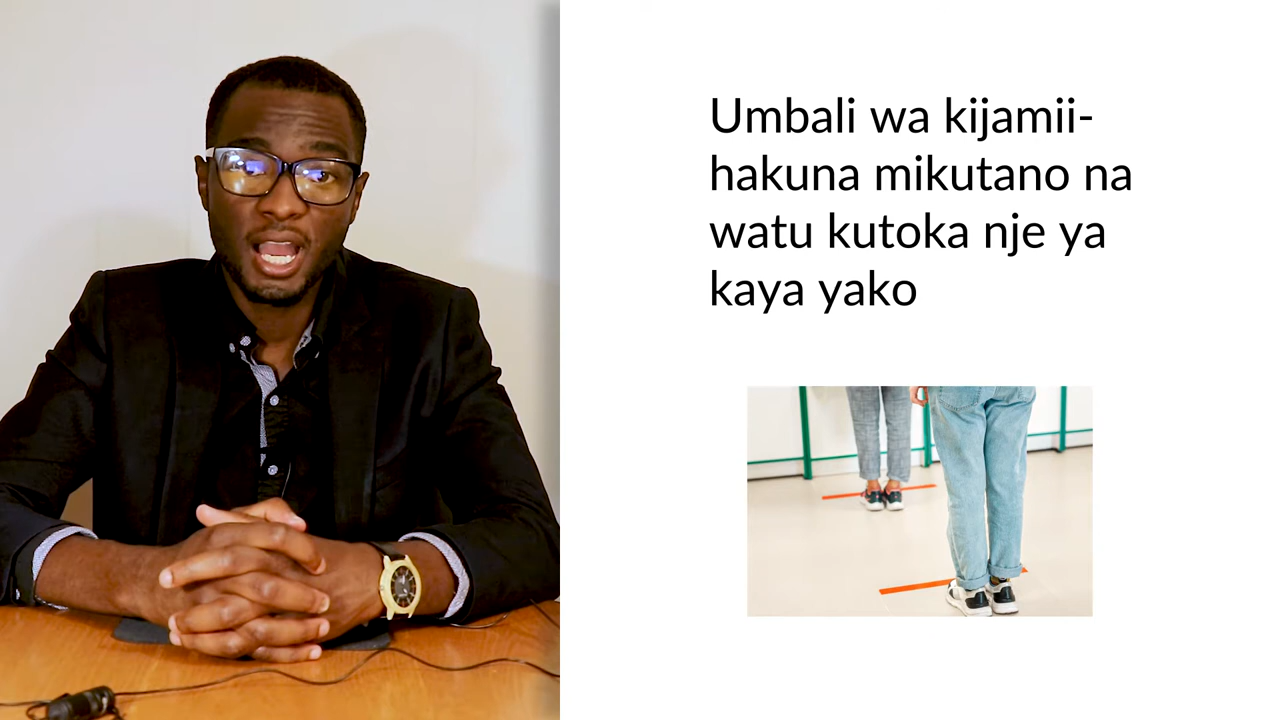 Umbali wa kijamii-
hakuna mikutano na
watu kutoka nje ya
kaya yako